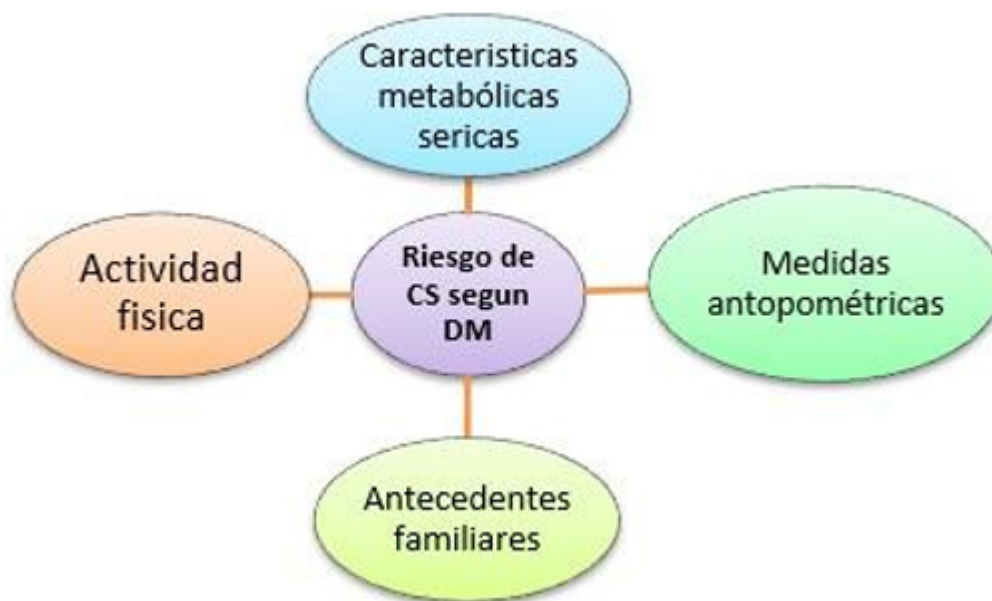 Caracteristicas
metabólicas
sericas
Actividad
fisica
Riesgo de
CS segun
DM
Medidas
antopométricas
Antecedentes
familiares